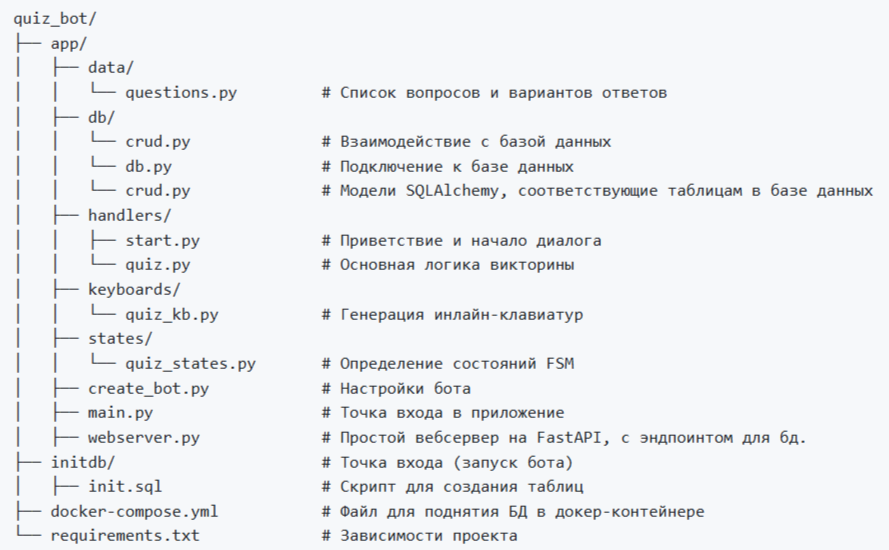 quiz_bot/
├── app/
│   ├── data/
│   │   └── questions.py         # Список вопросов и вариантов ответов
│   ├── db/
│   │   └── crud.py              # Взаимодействие с базой данных
│   │   └── db.py                # Подключение к базе данных
│   │   └── crud.py              # Модели SQLAlchemy, соответствующие таблицам в базе данных
│   ├── handlers/
│   │   ├── start.py             # Приветствие и начало диалога
│   │   └── quiz.py              # Основная логика викторины
│   ├── keyboards/
│   │   └── quiz_kb.py           # Генерация инлайн-клавиатур
│   ├── states/
│   │   └── quiz_states.py       # Определение состояний FSM
│   ├── create_bot.py            # Настройки бота
│   ├── main.py                  # Точка входа в приложение
│   ├── webserver.py             # Простой вебсервер на FastAPI, с эндпоинтом для бд.
├── initdb/                      # Точка входа (запуск бота)
│   ├── init.sql                 # Скрипт для создания таблиц
├── docker-compose.yml           # Файл для поднятия БД в докер-контейнере
└── requirements.txt             # Зависимости проекта